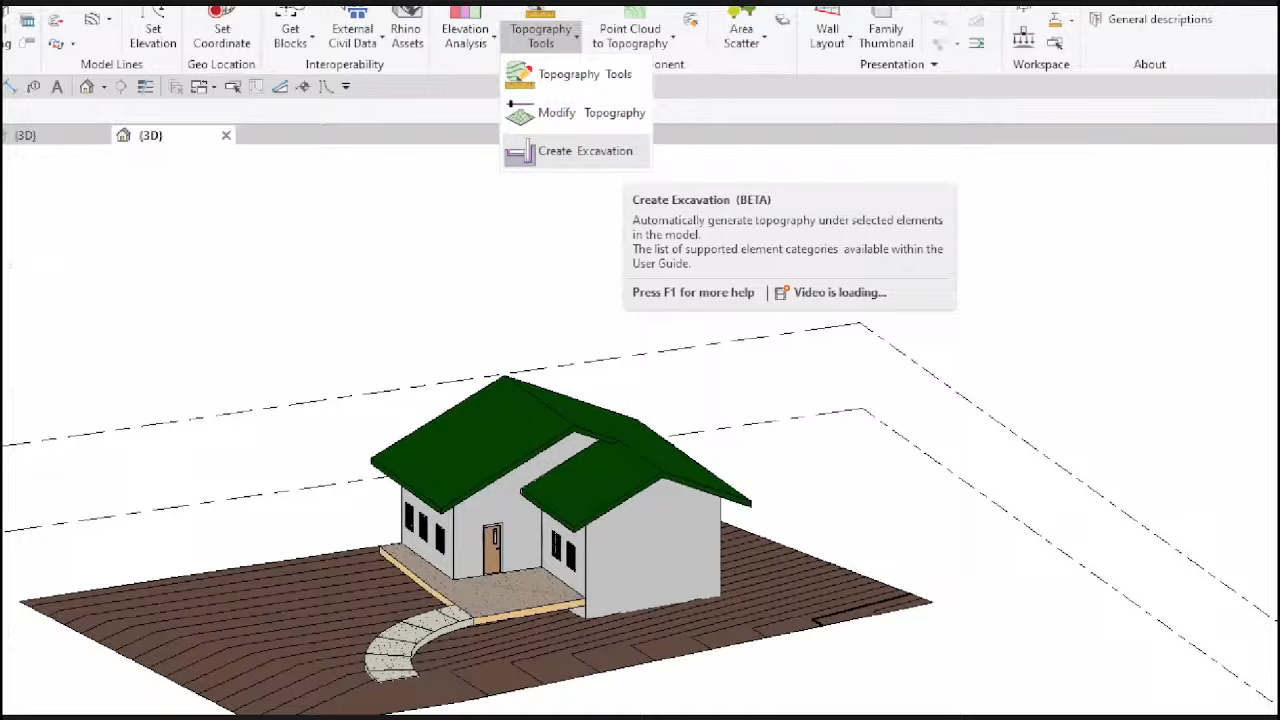 Set
Elevation
Set
Coordinate
Get
Blocks
External
Civil Data
Rhino
Assets
Elevation
Analysis
Topography
Tools
Point Cloud
to Topography
Area
Scatter
Wall
Layout
Family
Thumbnail
General descriptions
Model Lines
Geo Location
Interoperability
onent
Presentation
Workspace
About
Topography Tools
Modify Topography
Create Excavation
(3D)
(3D)
Create Excavation (BETA)
Automatically generate topography under selected elements
in the model.
The list of supported element categories available within the
User Guide.
Press F1 for more help
Video is loading...